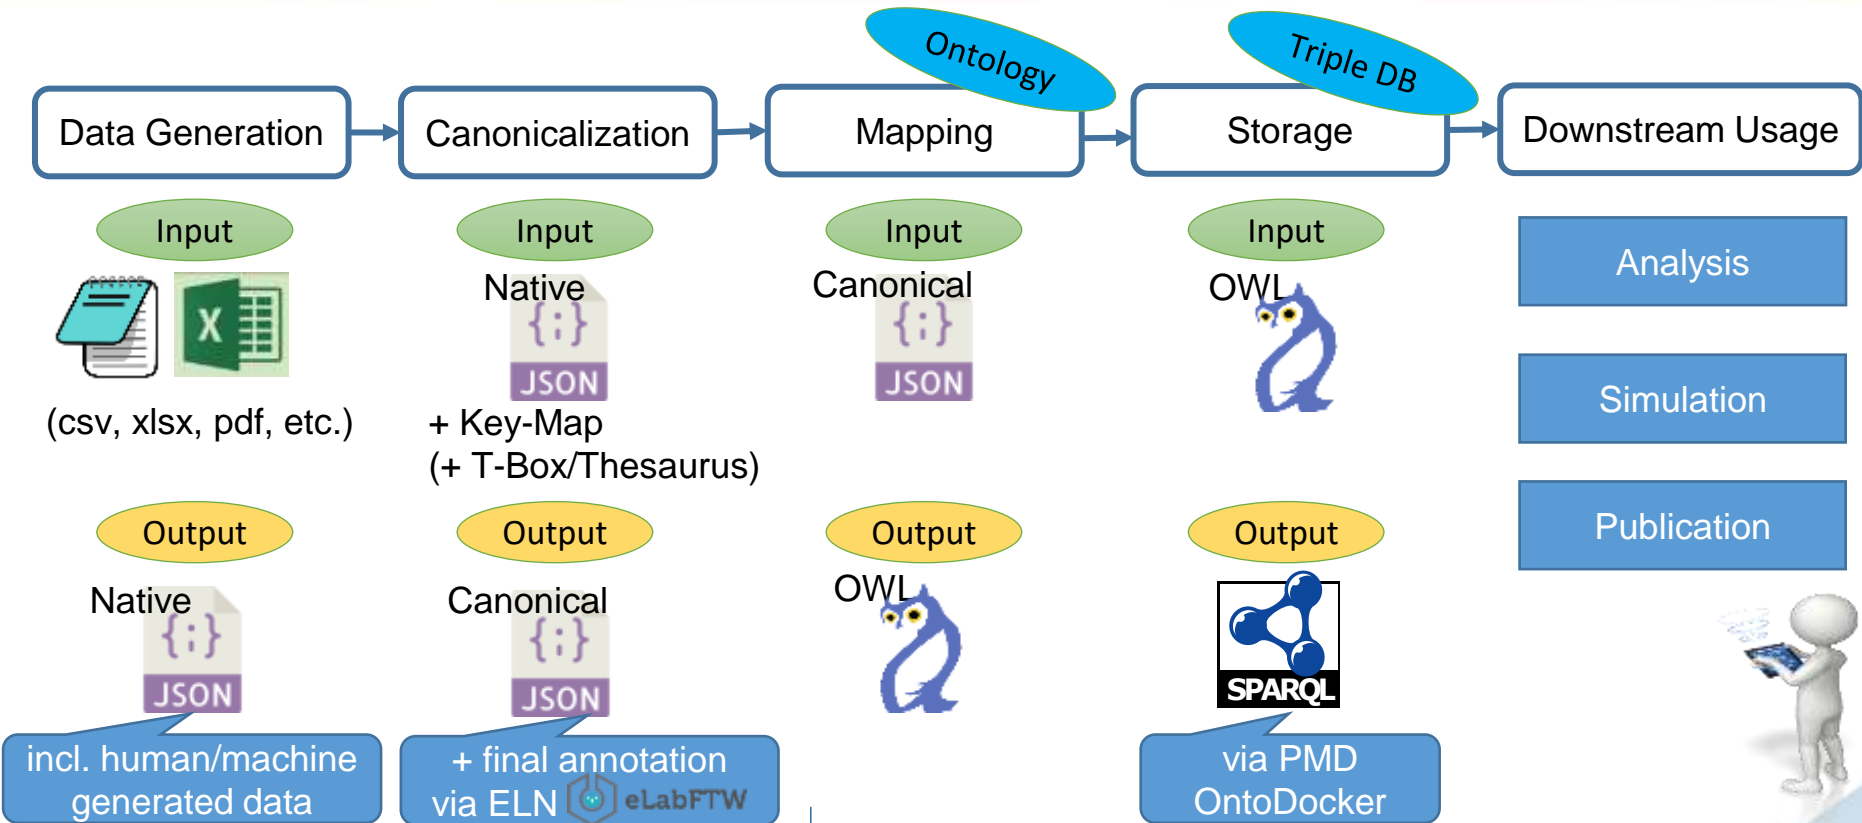 Ontology
Triple DB
Data Generation
Canonicalization
Mapping
Storage
Downstream Usage
Input
Input
Input
Input
Native
{;}
JSON
Canonical
{;}
JSON
OWL
X
(csv, xlsx, pdf, etc.)
+ Key-Map
(+ T-Box/Thesaurus)
Analysis
Simulation
Publication
Output
Output
Output
Output
Native
{;}
JSON
Canonical
{;}
JSON
OWL
SPARQL
incl. human/machine
generated data
+ final annotation
via ELN eLabFTW
via PMD
OntoDocker